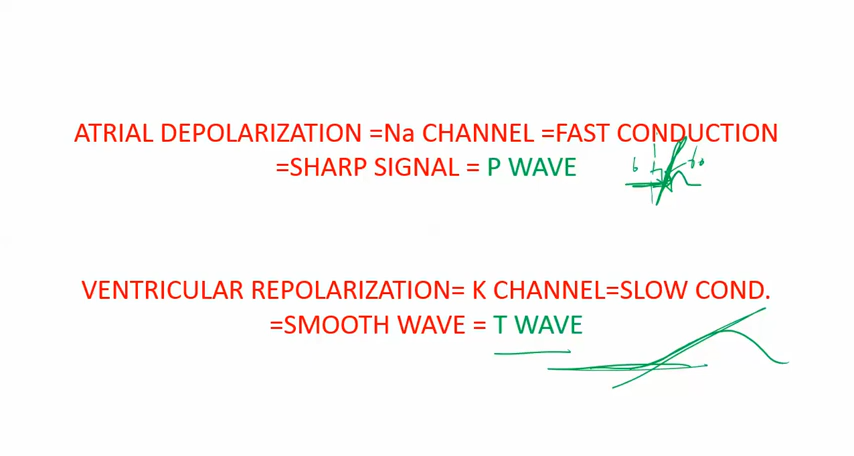 ATRIAL DEPOLARIZATION =Na CHANNEL =FAST CONDUCTION
=SHARP SIGNAL = P WAVE
VENTRICULAR REPOLARIZATION= K CHANNEL=SLOW COND.
=SMOOTH WAVE = T WAVE